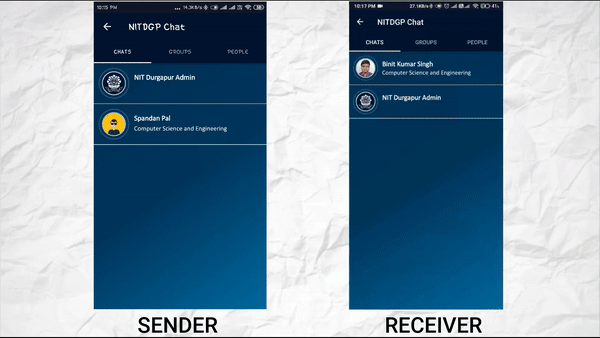 10:15 PM
14.3KB/s
NITDGP Chat
CHATS GROUPS PEOPLE
NIT Durgapur Admin
Spandan Pal
Computer Science and Engineering
SENDER
10:17 PM
27.1KB/s
41%
NITDGP Chat
CHATS GROUPS PEOPLE
Binit Kumar Singh
Computer Science and Engineering
NIT Durgapur Admin
RECEIVER